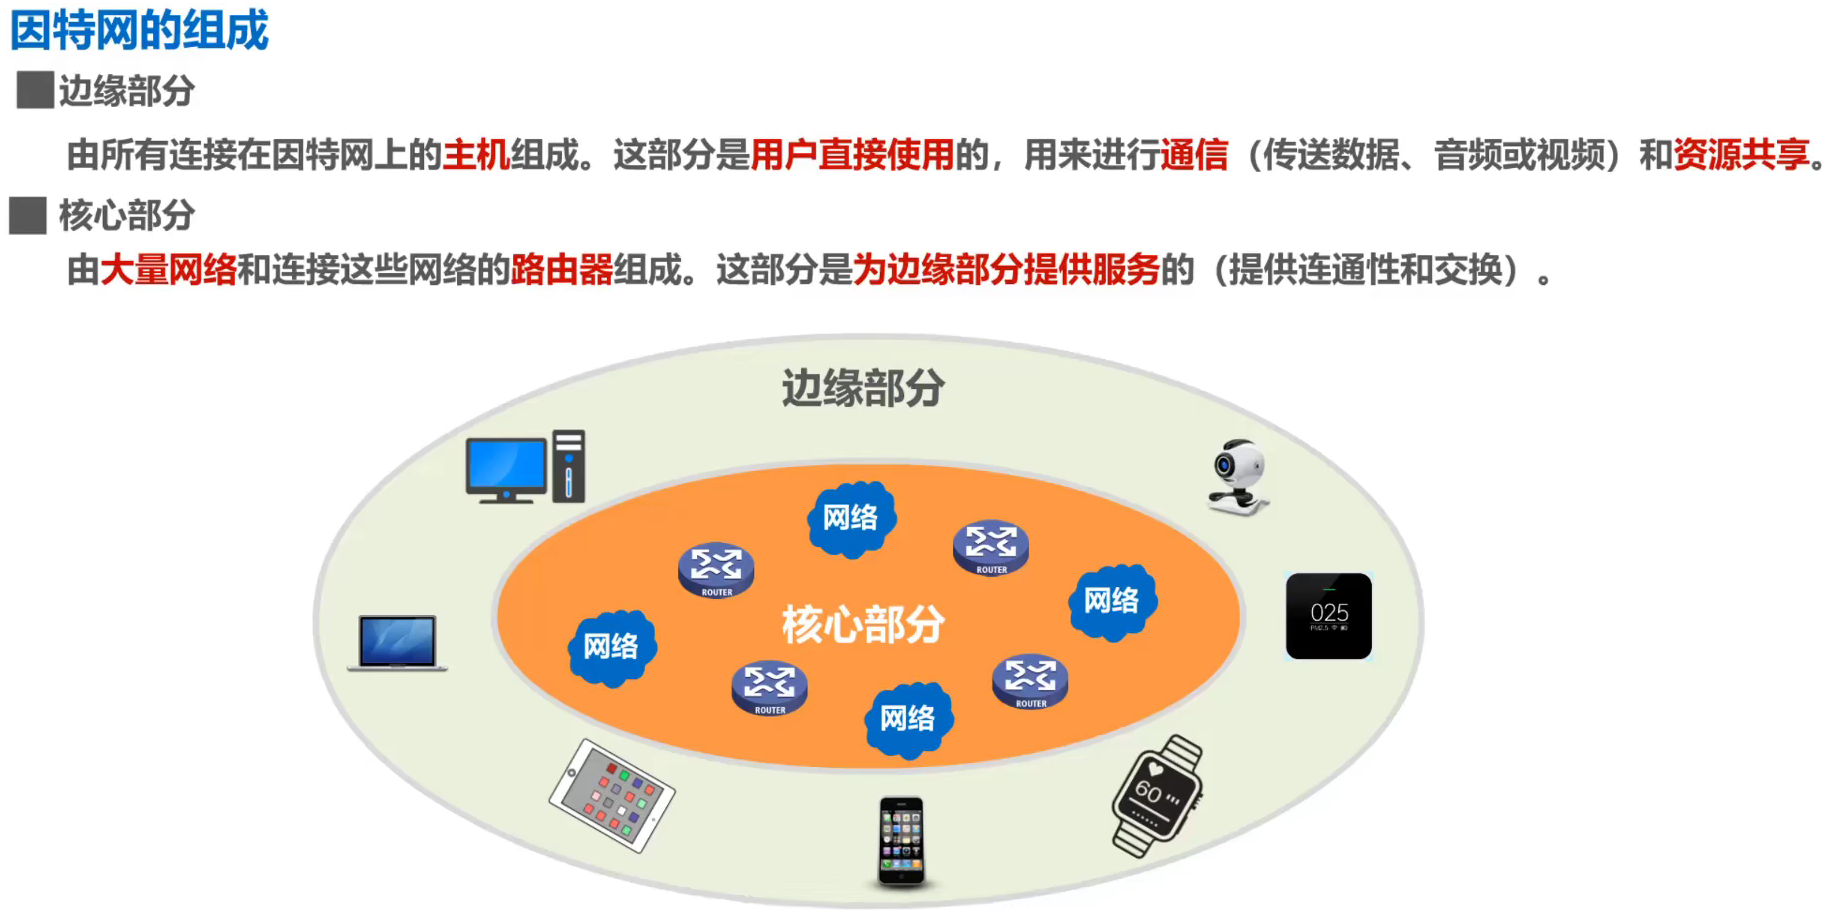 因特网的组成
边缘部分
由所有连接在因特网上的主机组成。这部分是用户直接使用的，用来进行通信（传送数据、音频或视频）和资源共享。
核心部分
由大量网络和连接这些网络的路由器组成。这部分是为边缘部分提供服务的（提供连通性和交换）。
边缘部分
网络
ROUTER
ROUTER
网络
025
PM2.5
核心部分
网络
ROUTER
ROUTER
网络
60